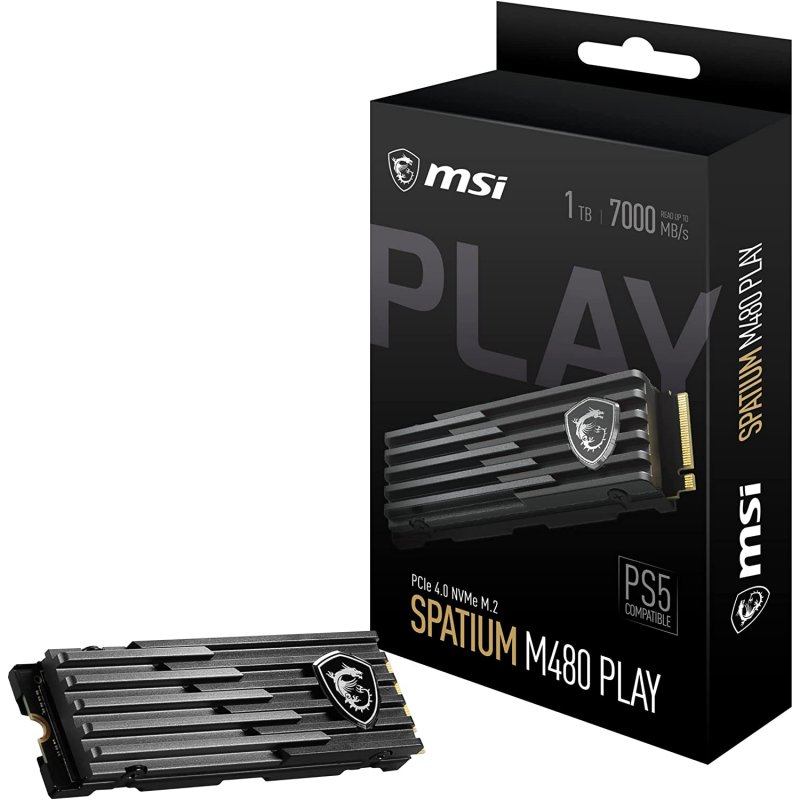 msi
1 TB | 7000 READ UP TO MB/s
PLAY
PCIe 4.0 NVMe M.2
SPATIUM M480 PLAY
PS5
COMPATIBLE
SPATIUM M480 PLAY
msi